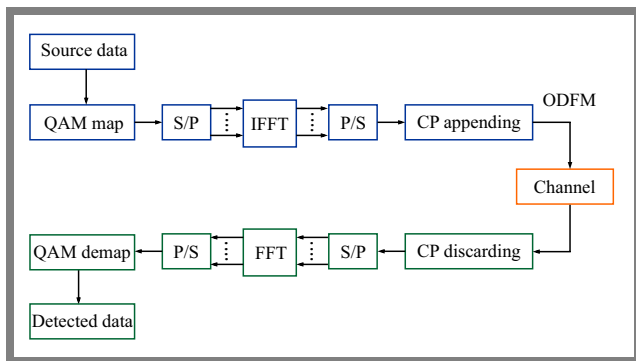 Source data
QAM map
S/P
IFFT
P/S
CP appending
ODFM
Channel
QAM demap
P/S
FFT
S/P
CP discarding
Detected data